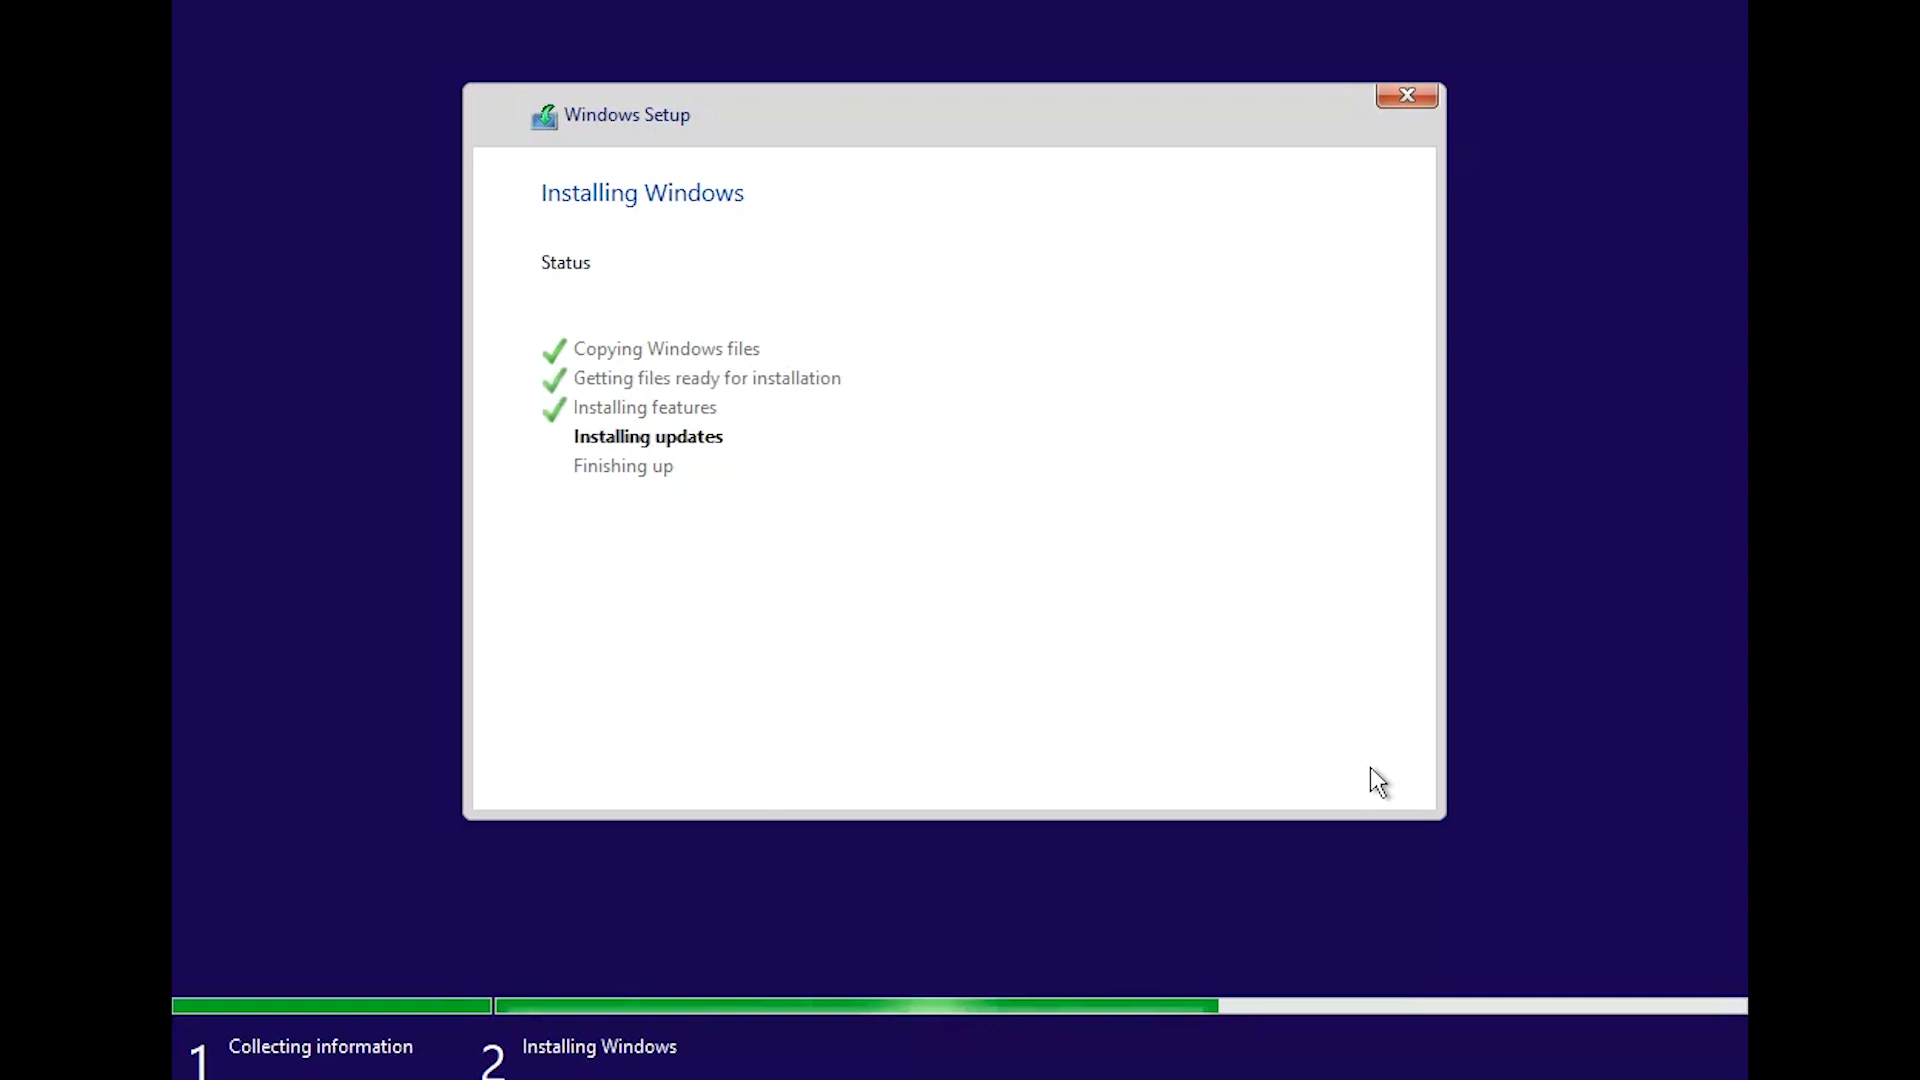 Windows Setup
Installing Windows
Status
Copying Windows files
Getting files ready for installation
Installing features
Installing updates
Finishing up
1 Collecting information
2 Installing Windows